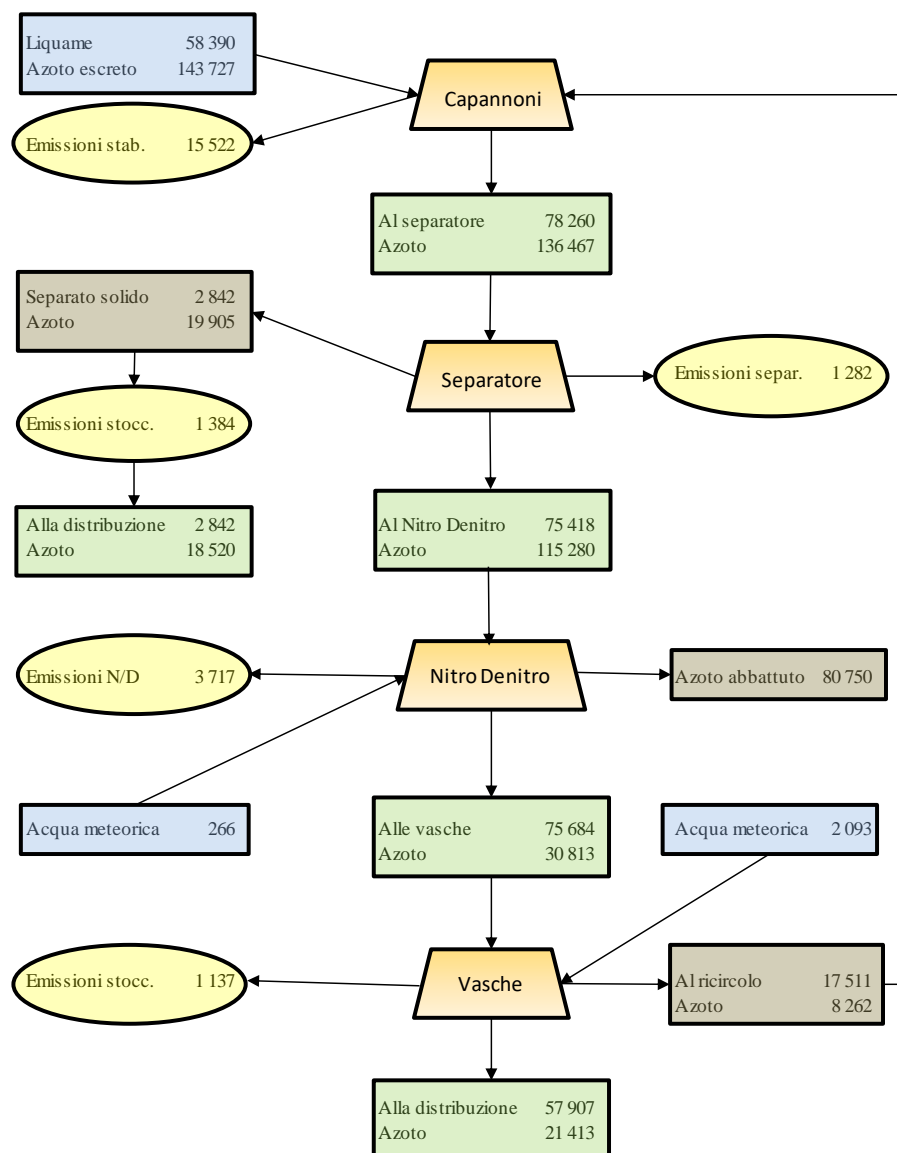 Liquame 58 390
Azoto escreto 143 727
Capannoni
Emissioni stab. 15 522
Al separatore 78 260
Azoto 136 467
Separato solido 2 842
Azoto 19 905
Separatore
Emissioni separ. 1 282
Emissioni stocc. 1 384
Alla distribuzione 2 842
Azoto 18 520
Al Nitro Denitro 75 418
Azoto 115 280
Emissioni N/D 3 717
Nitro Denitro
Azoto abbattuto 80 750
Acqua meteorica 266
Alle vasche 75 684
Azoto 30 813
Acqua meteorica 2 093
Emissioni stocc. 1 137
Vasche
Al ricircolo 17 511
Azoto 8 262
Alla distribuzione 57 907
Azoto 21 413